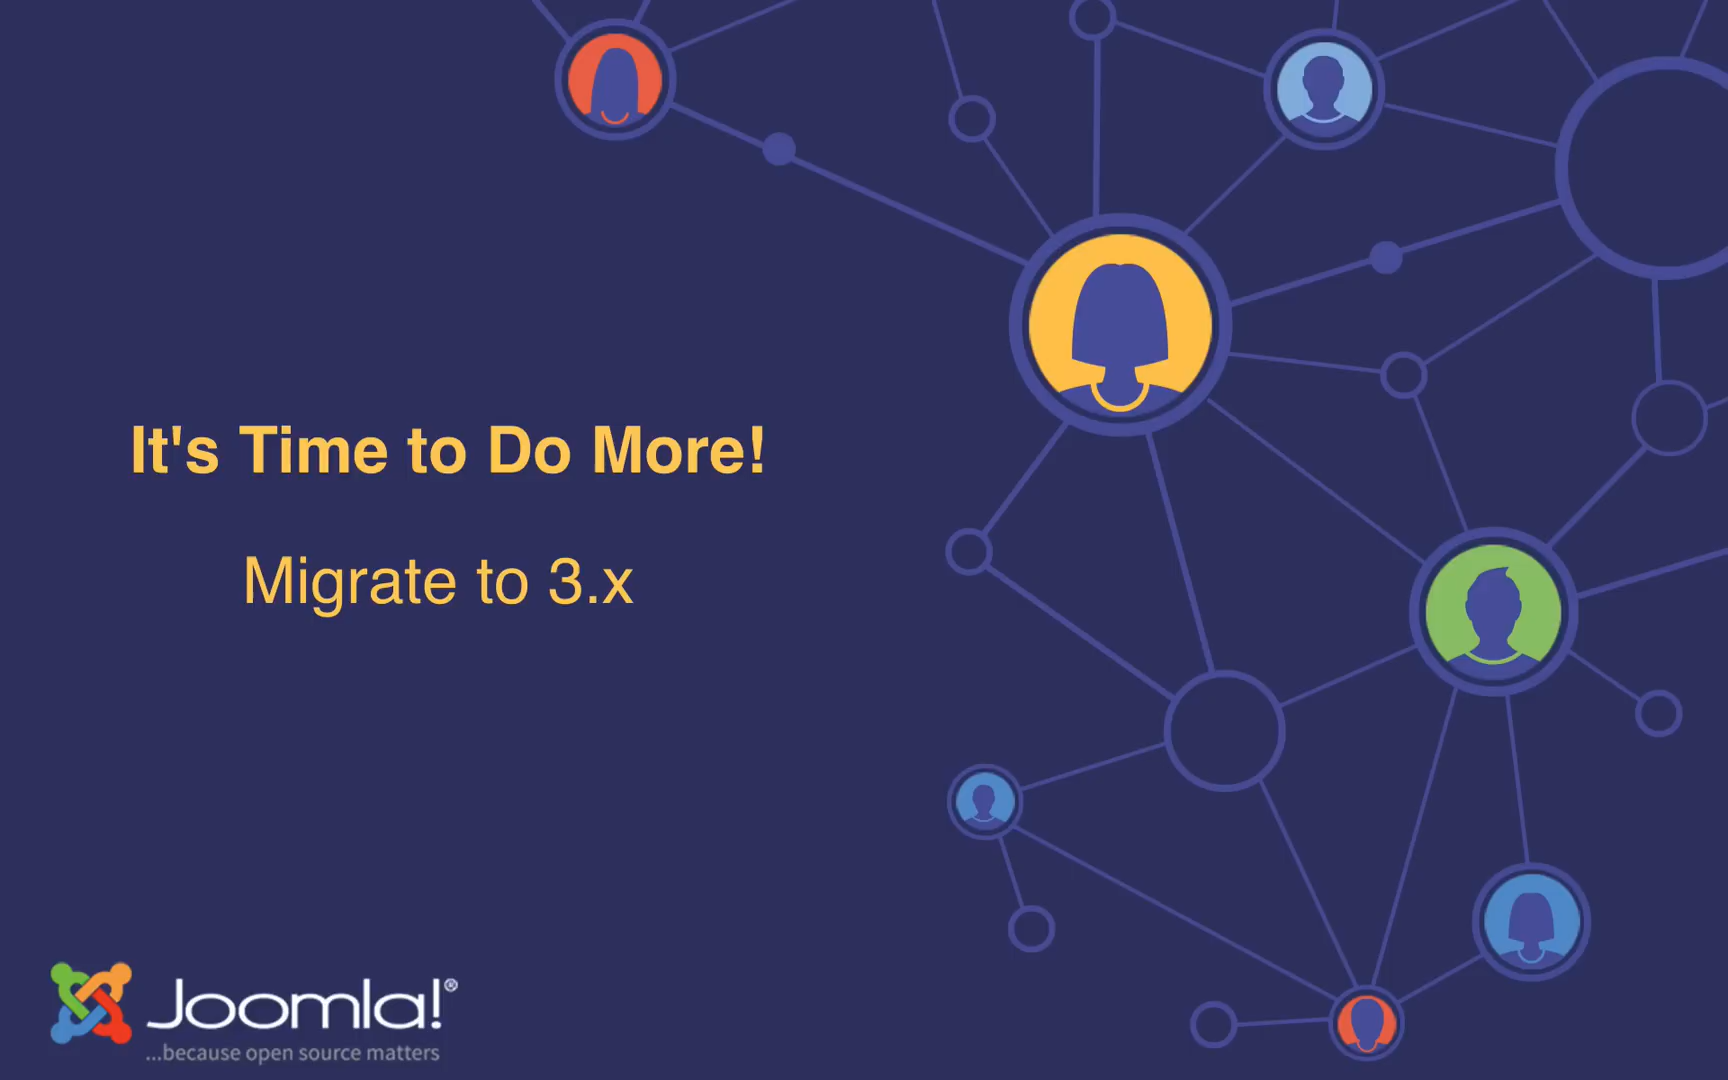 It's Time to Do More!
Migrate to 3.x
Joomla!®
...because open source matters